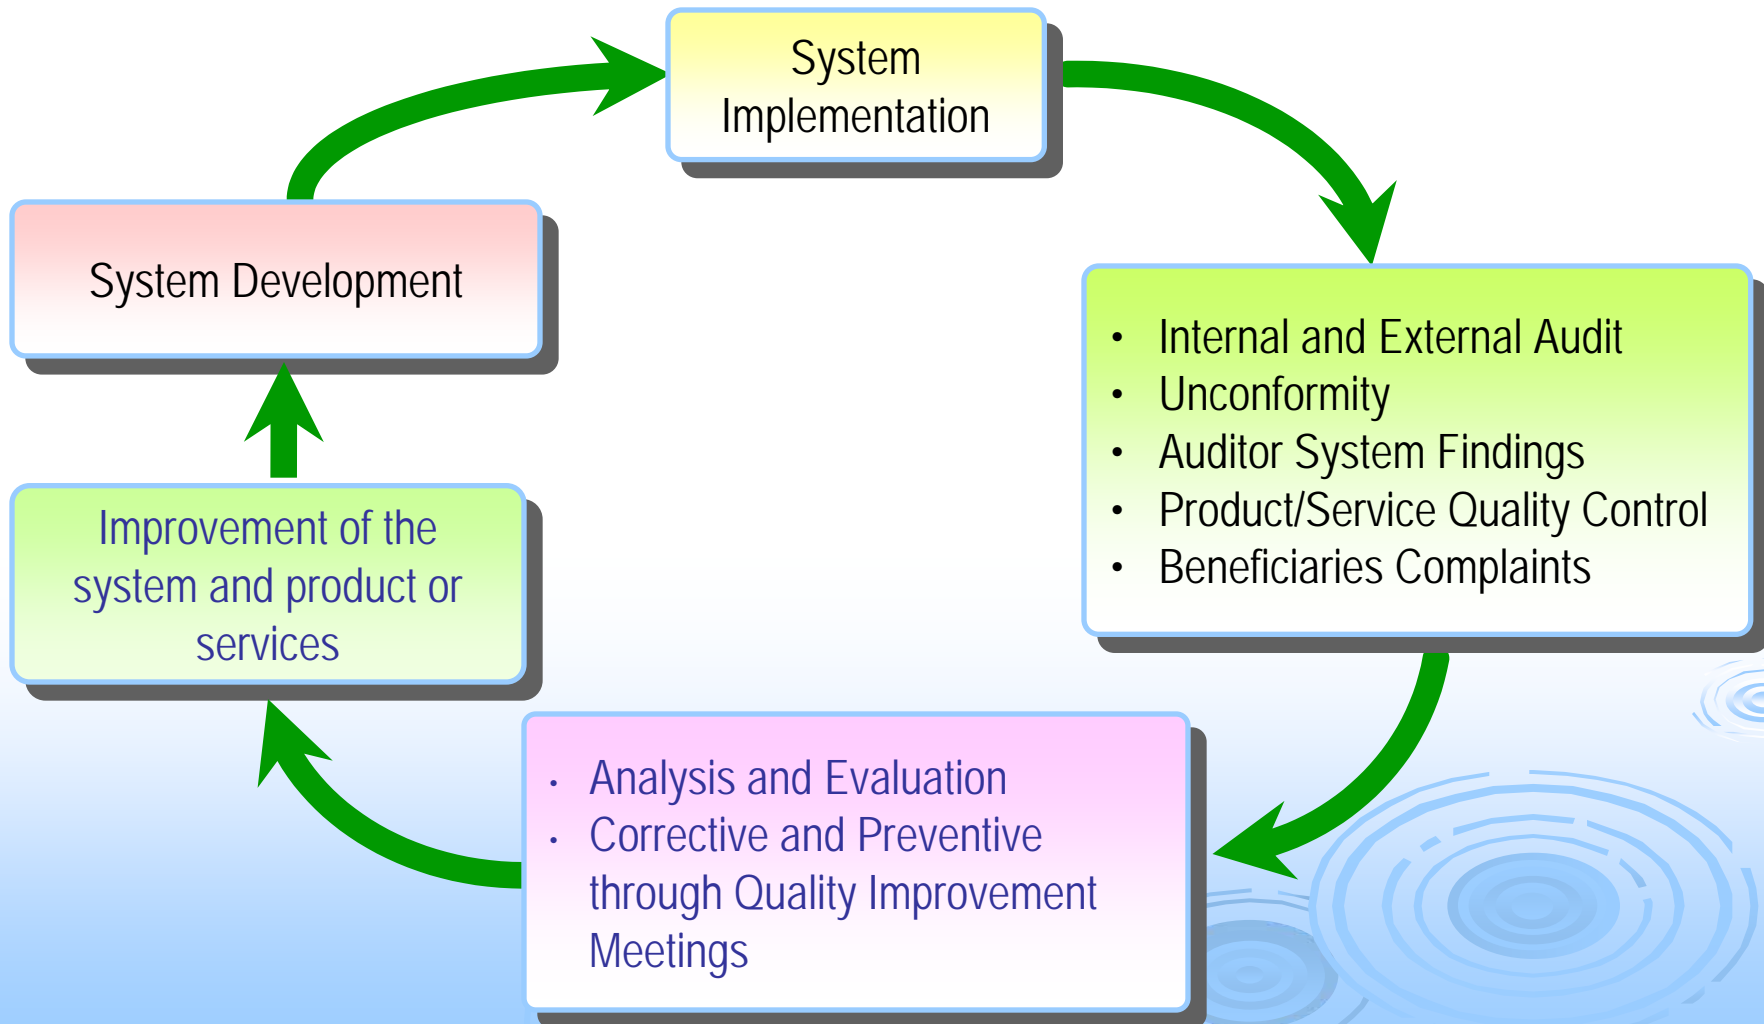 System
Implementation
System Development
• Internal and External Audit
• Unconformity
• Auditor System Findings
• Product/Service Quality Control
• Beneficiaries Complaints
Improvement of the
system and product or
services
• Analysis and Evaluation
• Corrective and Preventive
through Quality Improvement
Meetings